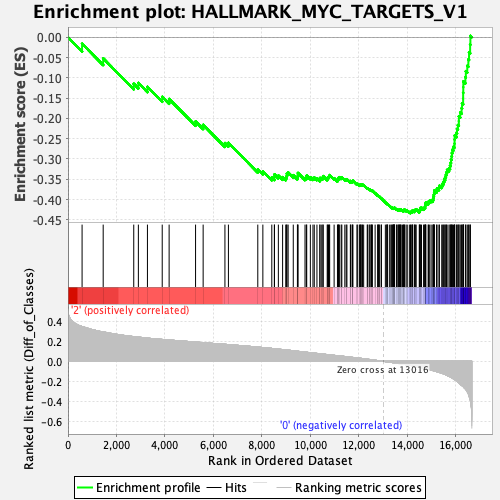 Enrichment plot: HALLMARK_MYC_TARGETS_V1
Enrichment score (ES)
0.00
-0.05
-0.10
-0.15
-0.20
-0.25
-0.30
-0.35
-0.40
-0.45
Ranked list metric (Diff_of_Classes)
'2' (positively correlated)
0.4
0.2
0.0
-0.2
-0.4
-0.6
Zero cross at 13016
'0' (negatively correlated)
0 2,000 4,000 6,000 8,000 10,000 12,000 14,000 16,000
Rank in Ordered Dataset
Enrichment profile Hits Ranking metric scores